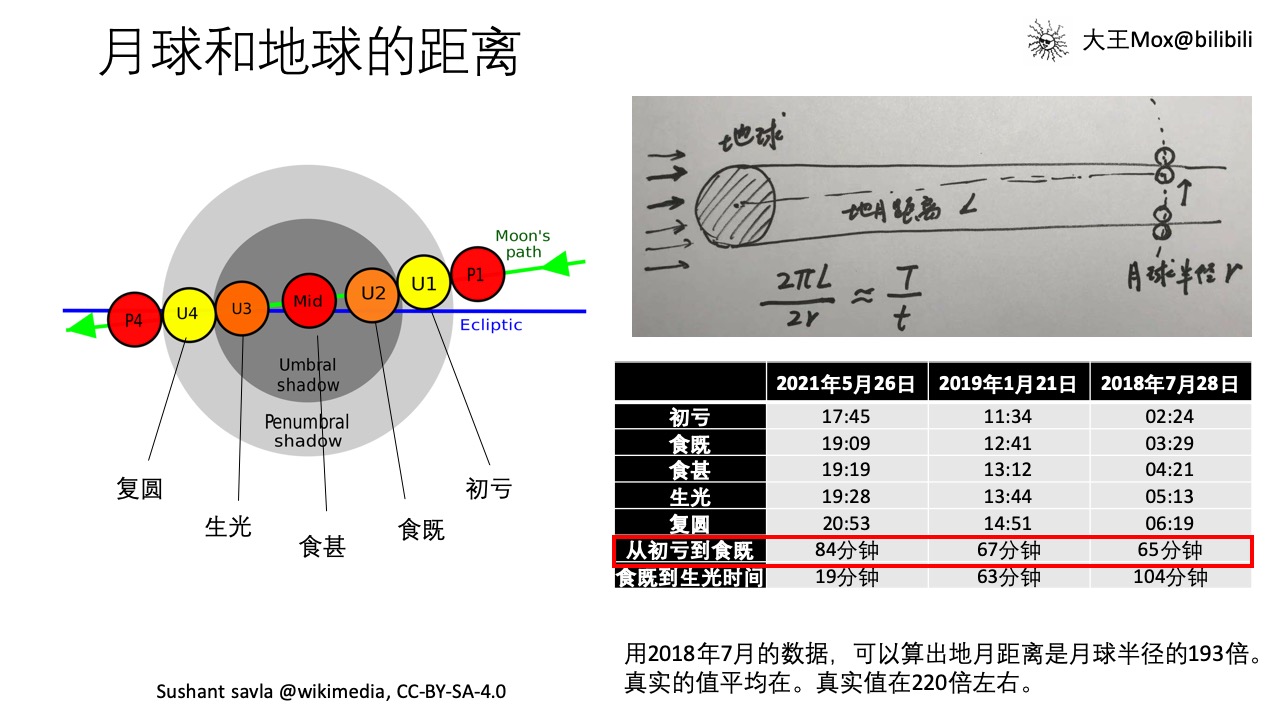 月球和地球的距离
大王Mox@bilibili
Moon's
path
P1
U1
U2
Mid
U3
U4
P4
Ecliptic
Umbral
shadow
Penumbral
shadow
复圆
生光
食甚
食既
初亏
Sushant savla @wikimedia, CC-BY-SA-4.0
地球
地月距离 L
月球半径 r
2πL/2r ≈ T/t
2021年5月26日 2019年1月21日 2018年7月28日
初亏 17:45 11:34 02:24
食既 19:09 12:41 03:29
食甚 19:19 13:12 04:21
生光 19:28 13:44 05:13
复圆 20:53 14:51 06:19
从初亏到食既 84分钟 67分钟 65分钟
食既到生光时间 19分钟 63分钟 104分钟
用2018年7月的数据，可以算出地月距离是月球半径的193倍。
真实的值平均在。真实值在220倍左右。